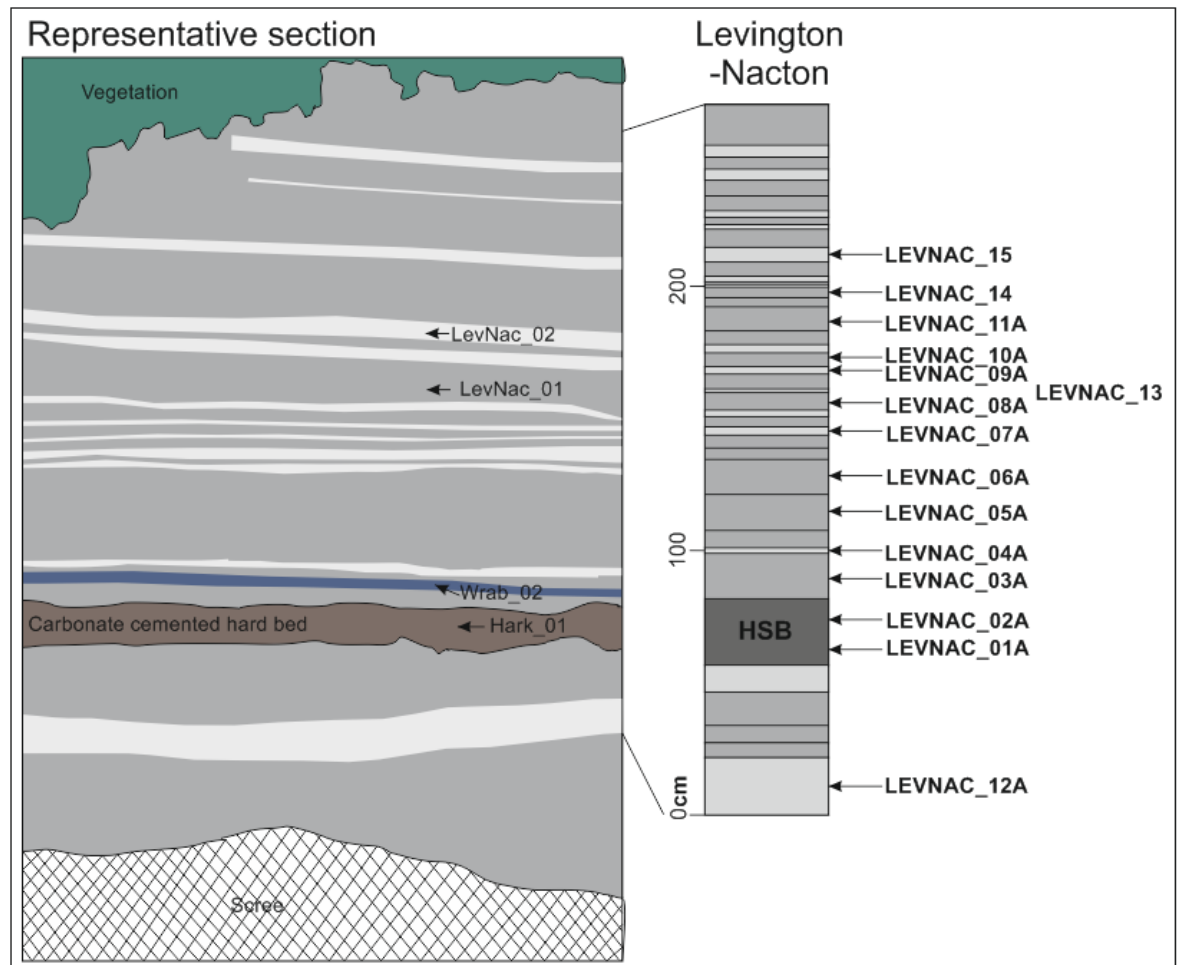 Representative section
Vegetation
LevNac_02
LevNac_01
Wrab_02
Carbonate cemented hard bed
Hark_01
Scree
Levington
-Nacton
200
100
0cm
HSB
LEVNAC_15
LEVNAC_14
LEVNAC_11A
LEVNAC_10A
LEVNAC_09A
LEVNAC_13
LEVNAC_08A
LEVNAC_07A
LEVNAC_06A
LEVNAC_05A
LEVNAC_04A
LEVNAC_03A
LEVNAC_02A
LEVNAC_01A
LEVNAC_12A